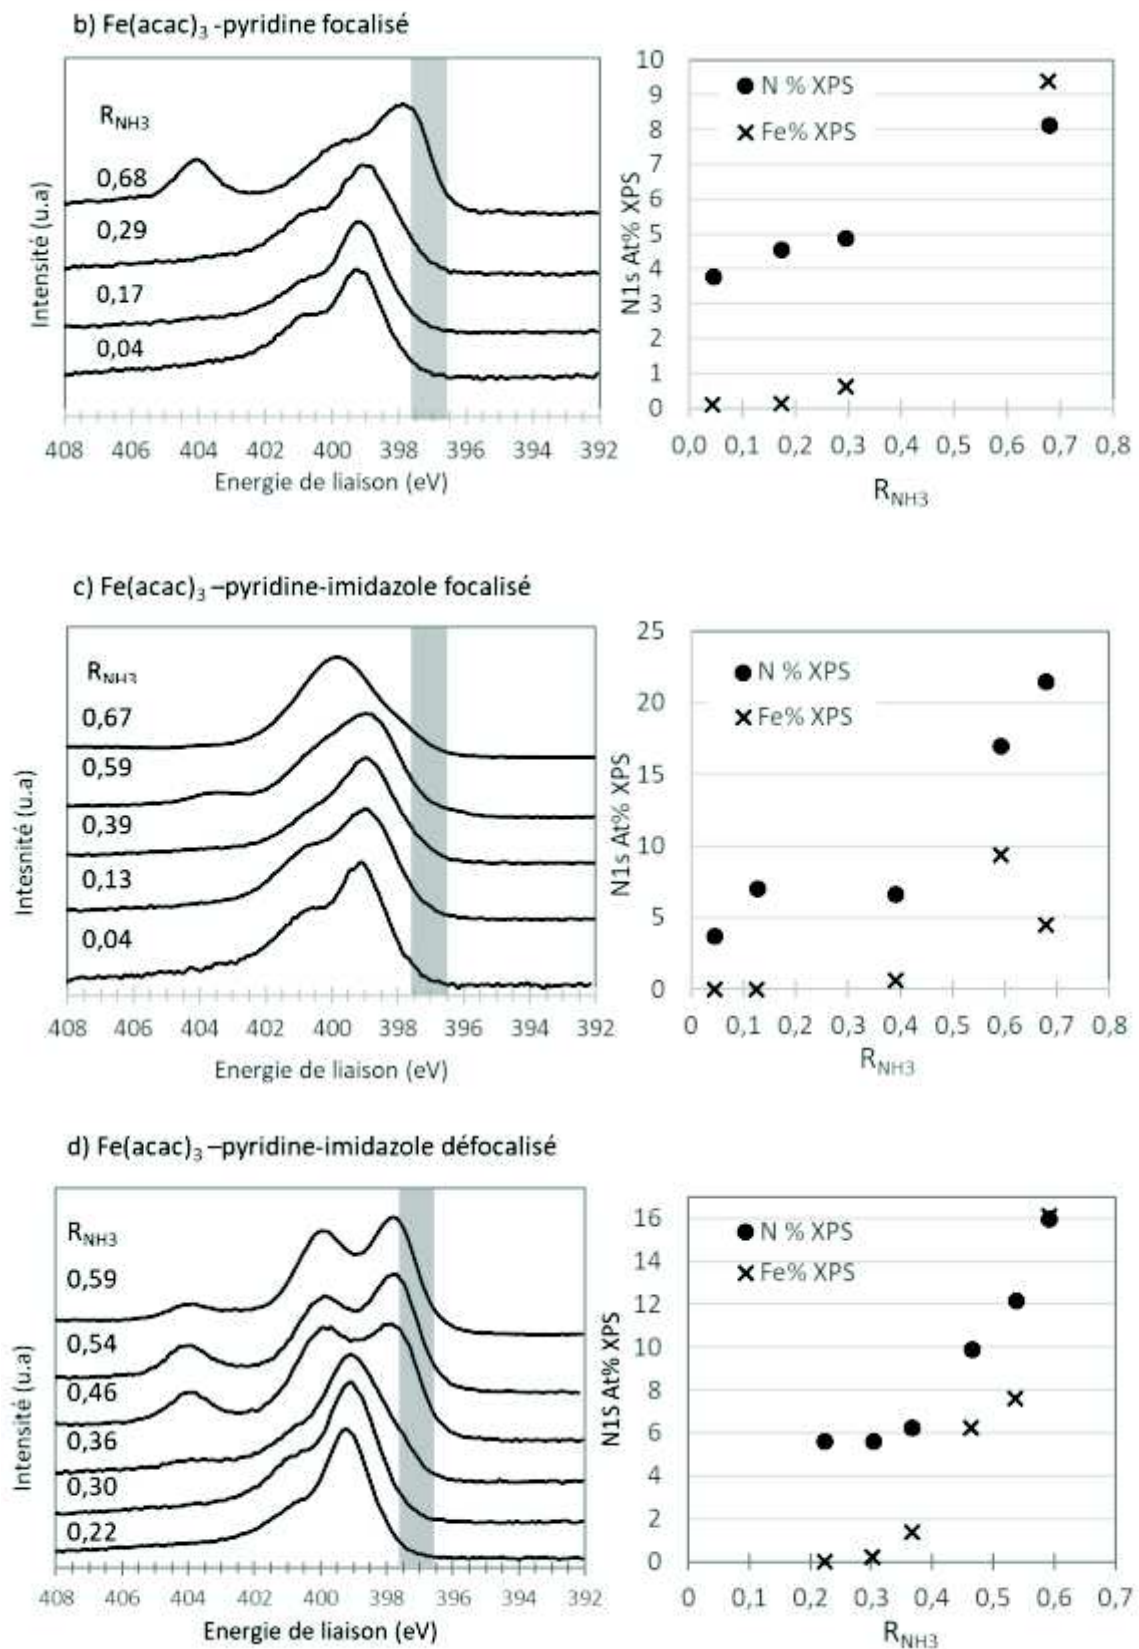 b) Fe(acac)3 -pyridine focalisé
Intensité (u.a)
RNH3
0,68
0,29
0,17
0,04
408 406 404 402 400 398 396 394 392
Energie de liaison (eV)
N1s At% XPS
10
9
8
7
6
5
4
3
2
1
0
N % XPS
Fe% XPS
0,0 0,1 0,2 0,3 0,4 0,5 0,6 0,7 0,8
RNH3
c) Fe(acac)3 –pyridine-imidazole focalisé
Intesnité (u.a)
RNH3
0,67
0,59
0,39
0,13
0,04
408 406 404 402 400 398 396 394 392
Energie de liaison (eV)
N1s At% XPS
25
20
15
10
5
0
N % XPS
Fe% XPS
0 0,1 0,2 0,3 0,4 0,5 0,6 0,7 0,8
RNH3
d) Fe(acac)3 –pyridine-imidazole défocalisé
Intensité (u.a)
RNH3
0,59
0,54
0,46
0,36
0,30
0,22
408 406 404 402 400 398 396 394 392
Energie de liaison (eV)
N1S At% XPS
16
14
12
10
8
6
4
2
0
N % XPS
Fe% XPS
0 0,1 0,2 0,3 0,4 0,5 0,6 0,7
RNH3